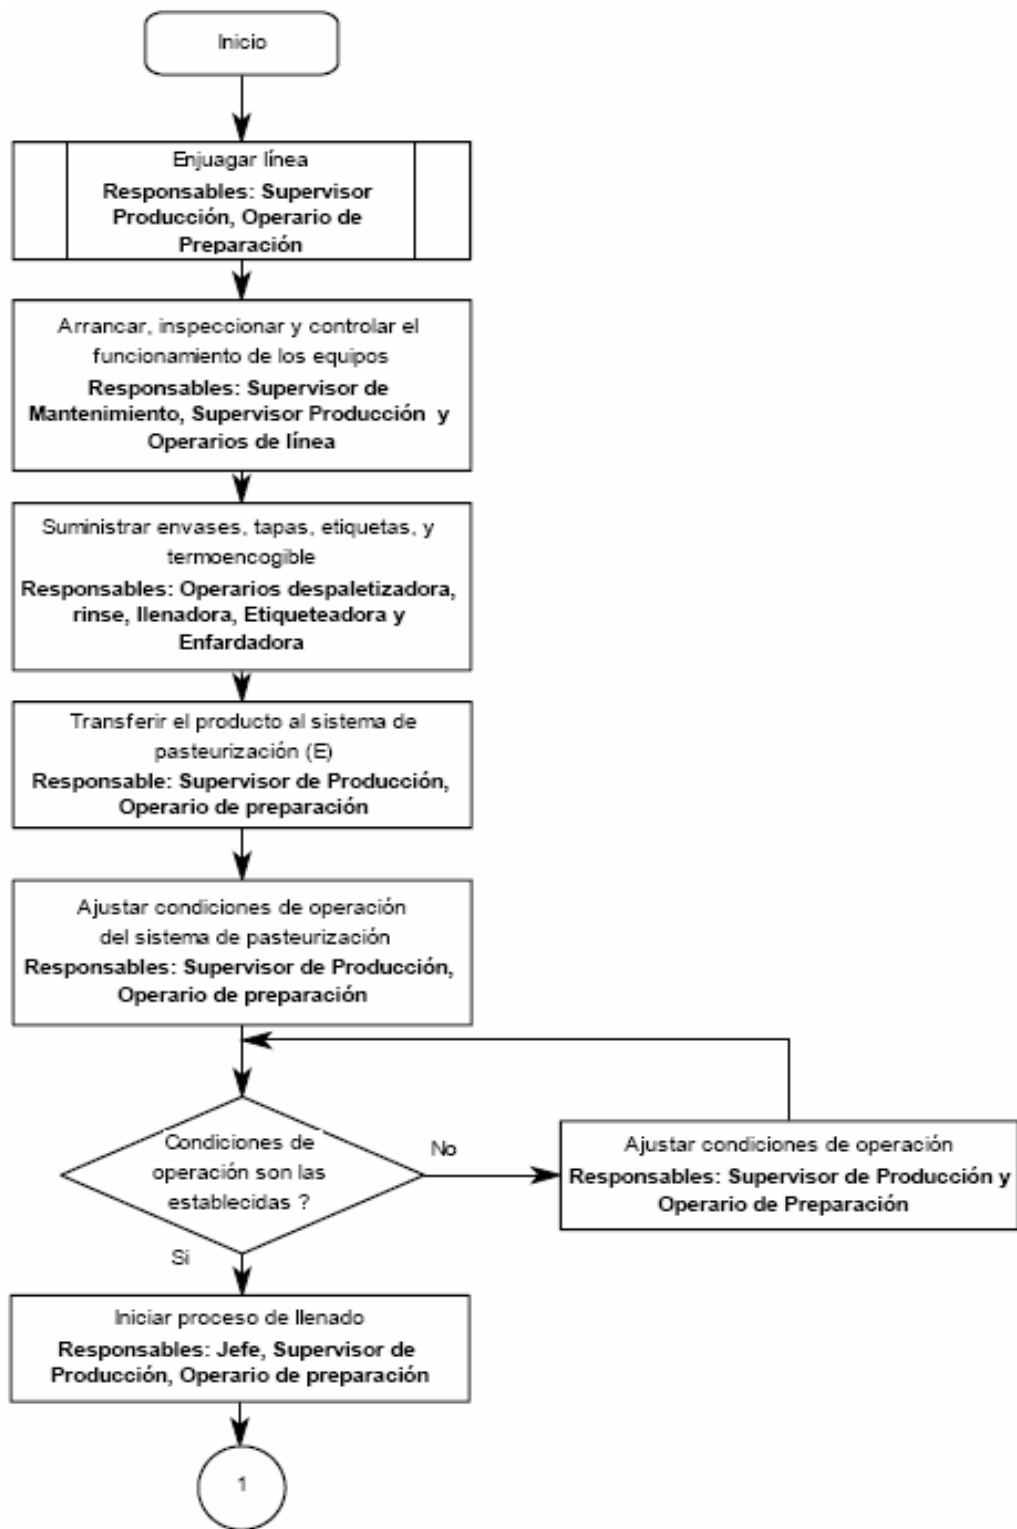 Inicio
Enjuagar línea
Responsables: Supervisor
Producción, Operario de
Preparación
Arrancar, inspeccionar y controlar el
funcionamiento de los equipos
Responsables: Supervisor de
Mantenimiento, Supervisor Producción y
Operarios de línea
Suministrar envases, tapas, etiquetas, y
termoencogible
Responsables: Operarios despaletizadora,
rinse, llenadora, Etiqueteadora y
Enfardadora
Transferir el producto al sistema de
pasteurización (E)
Responsable: Supervisor de Producción,
Operario de preparación
Ajustar condiciones de operación
del sistema de pasteurización
Responsables: Supervisor de Producción,
Operario de preparación
Condiciones de
operación son las
establecidas ?
No
Ajustar condiciones de operación
Responsables: Supervisor de Producción y
Operario de Preparación
Si
Iniciar proceso de llenado
Responsables: Jefe, Supervisor de
Producción, Operario de preparación
1